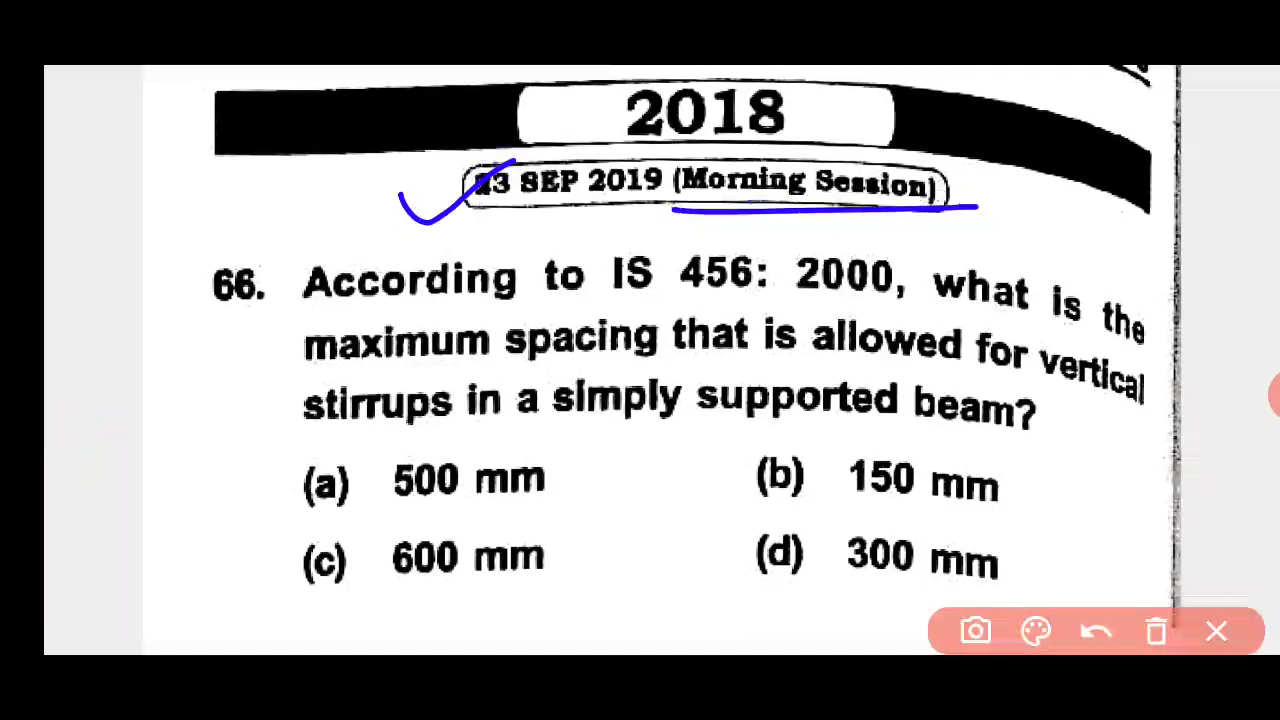 2018
23 SEP 2019 (Morning Session)
66. According to IS 456: 2000, what is the
maximum spacing that is allowed for vertical
stirrups in a simply supported beam?
(a) 500 mm (b) 150 mm
(c) 600 mm (d) 300 mm